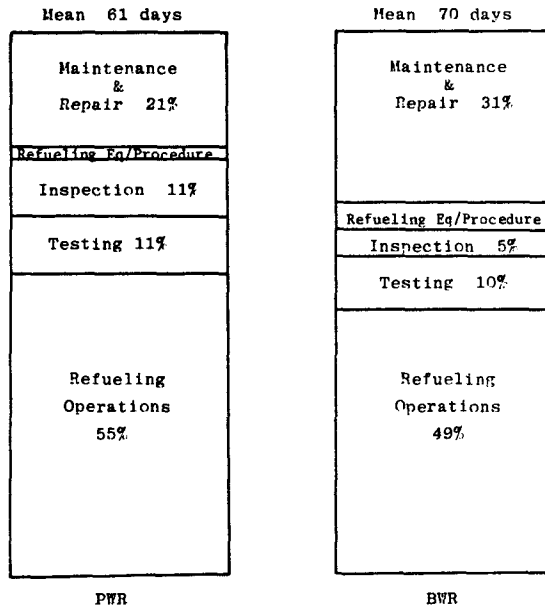 Mean 61 days
Maintenance
&
Repair 21%
Refueling Eq/Procedure
Inspection 11%
Testing 11%
Refueling
Operations
55%
PWR
Mean 70 days
Maintenance
&
Repair 31%
Refueling Eq/Procedure
Inspection 5%
Testing 10%
Refueling
Operations
49%
BWR